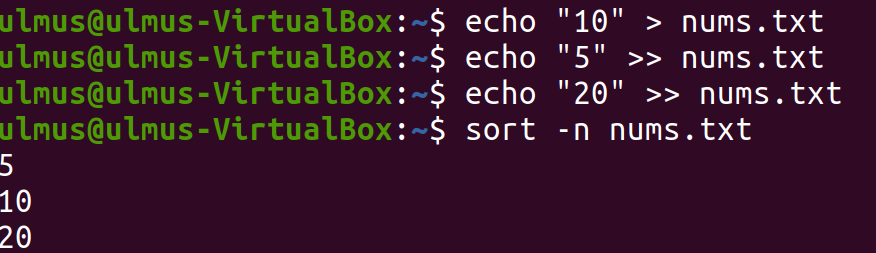 ulmus@ulmus-VirtualBox:~$ echo "10" > nums.txt
ulmus@ulmus-VirtualBox:~$ echo "5" >> nums.txt
ulmus@ulmus-VirtualBox:~$ echo "20" >> nums.txt
ulmus@ulmus-VirtualBox:~$ sort -n nums.txt
5
10
20